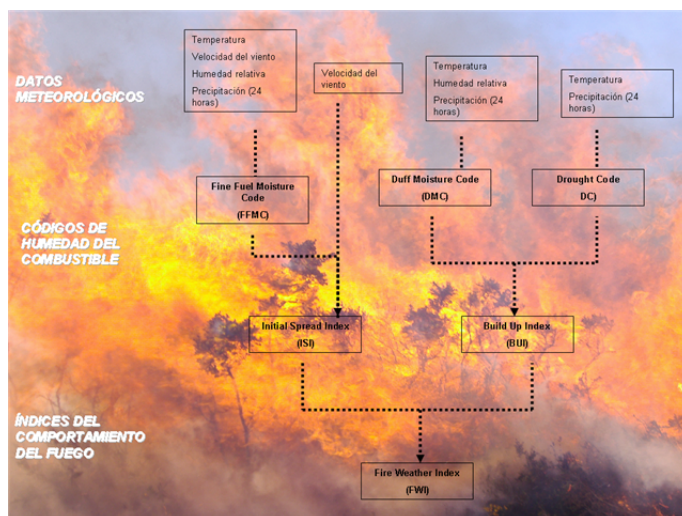 DATOS
METEOROLÓGICOS
Temperatura
Velocidad del viento
Humedad relativa
Precipitación (24
horas)
Velocidad del
viento
Temperatura
Humedad relativa
Precipitación (24
horas)
Temperatura
Precipitación (24
horas)
CÓDIGOS DE
HUMEDAD DEL
COMBUSTIBLE
Fine Fuel Moisture
Code
(FFMC)
Duff Moisture Code
(DMC)
Drought Code
DC)
Initial Spread Index
(ISI)
Build Up Index
(BUI)
ÍNDICES DEL
COMPORTAMIENTO
DEL FUEGO
Fire Weather Index
(FWI)